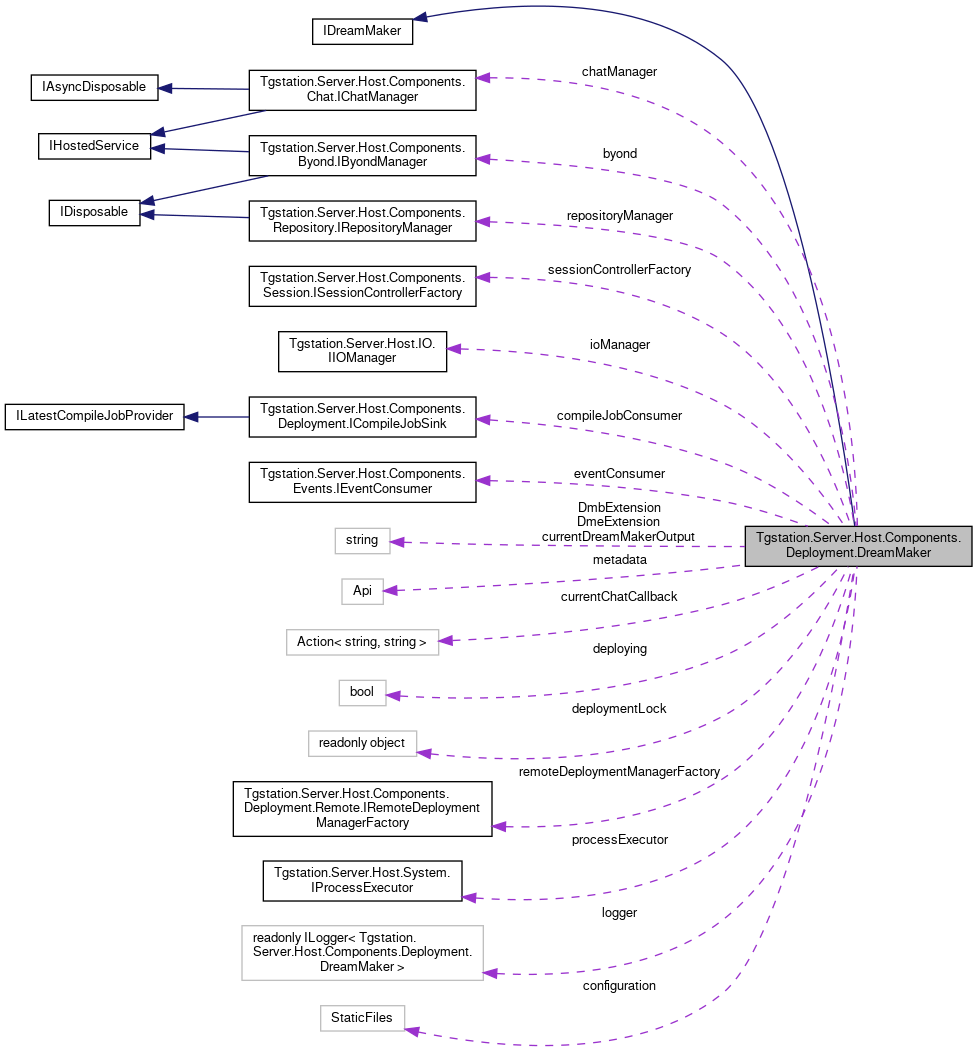 IDreamMaker
chatManager
Tgstation.Server.Host.Components.
Chat.IChatManager
IAsyncDisposable
IHostedService
Tgstation.Server.Host.Components.
Byond.IByondManager
byond
IDisposable
Tgstation.Server.Host.Components.
Repository.IRepositoryManager
repositoryManager
Tgstation.Server.Host.Components.
Session.ISessionControllerFactory
sessionControllerFactory
Tgstation.Server.Host.IO.
IIOManager
ioManager
ILatestCompileJobProvider
Tgstation.Server.Host.Components.
Deployment.ICompileJobSink
compileJobConsumer
Tgstation.Server.Host.Components.
Events.IEventConsumer
eventConsumer
string
DmbExtension
DmeExtension
currentDreamMakerOutput
Tgstation.Server.Host.Components.
Deployment.DreamMaker
Api
metadata
Action< string, string >
currentChatCallback
bool
deploying
readonly object
deploymentLock
Tgstation.Server.Host.Components.
Deployment.Remote.IRemoteDeployment
ManagerFactory
remoteDeploymentManagerFactory
Tgstation.Server.Host.System.
IProcessExecutor
processExecutor
readonly ILogger< Tgstation.
Server.Host.Components.Deployment.
DreamMaker >
logger
StaticFiles
configuration